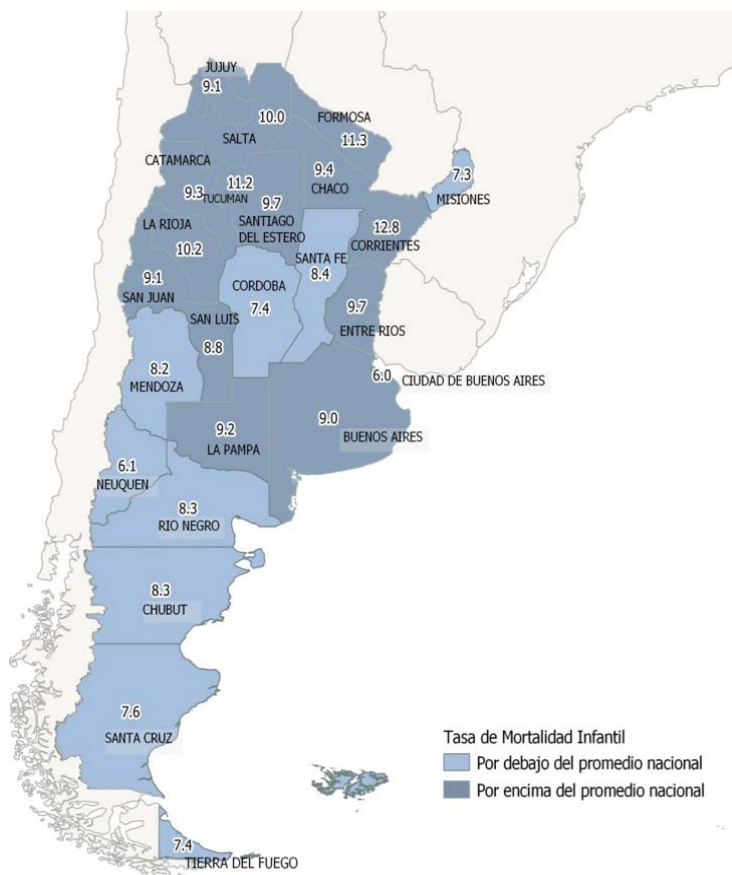 JUJUY
9.1
10.0
SALTA
FORMOSA
11.3
CATAMARCA
9.3
11.2
TUCUMAN
9.4
CHACO
7.3
MISIONES
9.7
SANTIAGO
DEL ESTERO
LA RIOJA
10.2
12.8
CORRIENTES
SANTA FE
8.4
9.1
SAN JUAN
CORDOBA
7.4
SAN LUIS
8.8
9.7
ENTRE RIOS
8.2
MENDOZA
6.0
CIUDAD DE BUENOS AIRES
9.2
LA PAMPA
9.0
BUENOS AIRES
6.1
NEUQUEN
8.3
RIO NEGRO
8.3
CHUBUT
7.6
SANTA CRUZ
Tasa de Mortalidad Infantil
Por debajo del promedio nacional
Por encima del promedio nacional
7.4
TIERRA DEL FUEGO